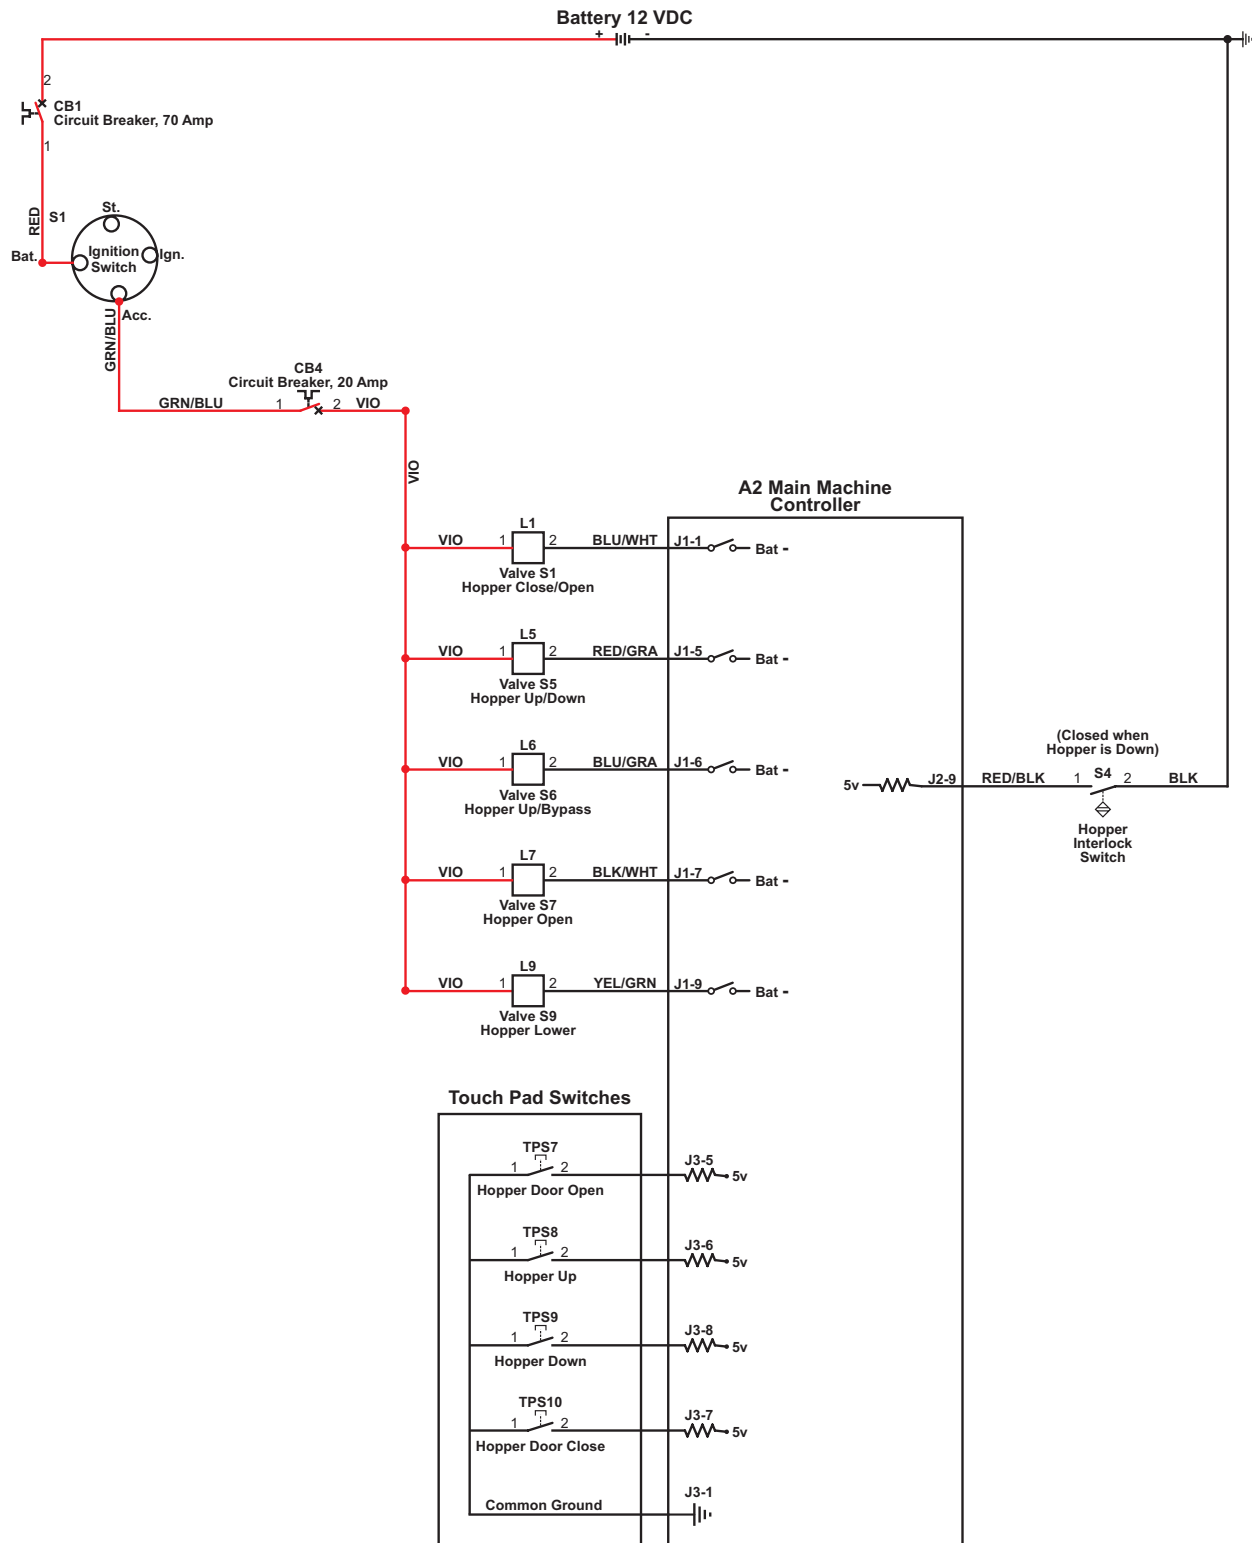 Battery 12 VDC
+ -
2
CB1
Circuit Breaker, 70 Amp
1
RED
S1
St.
Bat.
Ignition
Switch
Ign.
Acc.
GRN/BLU
CB4
Circuit Breaker, 20 Amp
GRN/BLU 1 2 VIO
VIO
A2 Main Machine
Controller
L1
VIO 1 2 BLU/WHT J1-1 Bat -
Valve S1
Hopper Close/Open
L5
VIO 1 2 RED/GRA J1-5 Bat -
Valve S5
Hopper Up/Down
L6
VIO 1 2 BLU/GRA J1-6 Bat -
Valve S6
Hopper Up/Bypass
(Closed when
Hopper is Down)
5v J2-9 RED/BLK 1 S4 2 BLK
Hopper
Interlock
Switch
L7
VIO 1 2 BLK/WHT J1-7 Bat -
Valve S7
Hopper Open
L9
VIO 1 2 YEL/GRN J1-9 Bat -
Valve S9
Hopper Lower
Touch Pad Switches
TPS7
1 2 J3-5 5v
Hopper Door Open
TPS8
1 2 J3-6 5v
Hopper Up
TPS9
1 2 J3-8 5v
Hopper Down
TPS10
1 2 J3-7 5v
Hopper Door Close
J3-1
Common Ground